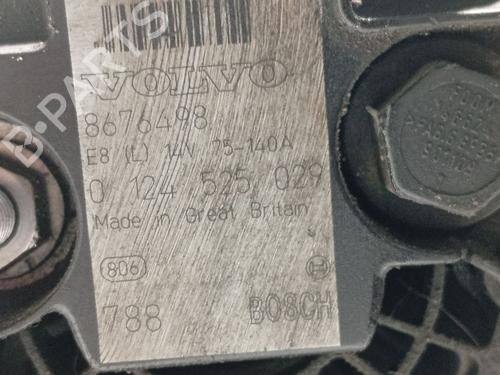 VOLVO
8676498
E8 (L) 14V 75-140A
0 124 525 029
Made in Great Britain
806
788 BOSCH
B-PARTS